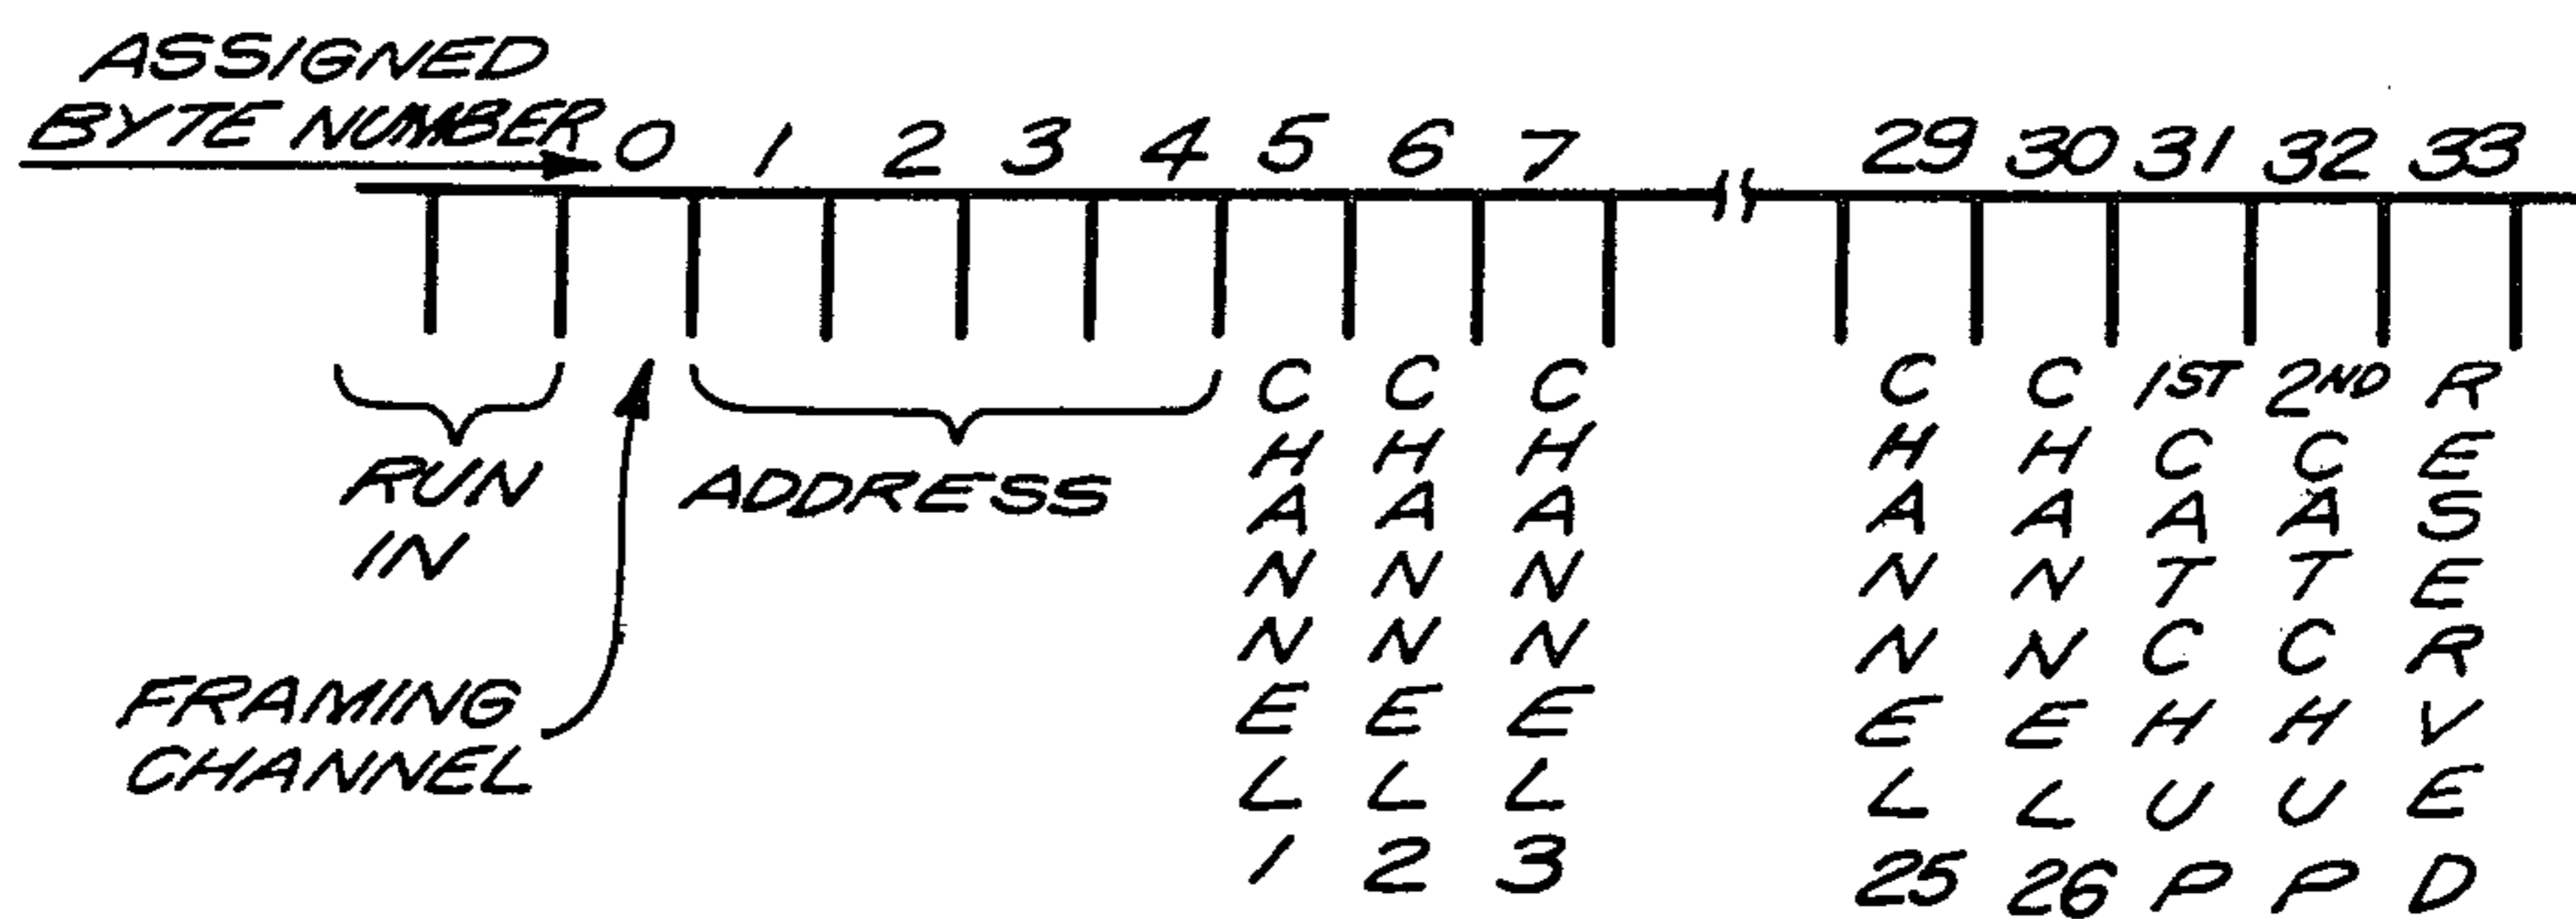 ASSIGNED
BYTE NUMBER
0 1 2 3 4 5 6 7 29 30 31 32 33
RUN
IN
FRAMING
CHANNEL
ADDRESS
CHANNEL 1
CHANNEL 2
CHANNEL 3
CHANNEL 25
CHANNEL 26
1ST CATCHUP
2ND CATCHUP
RESERVED